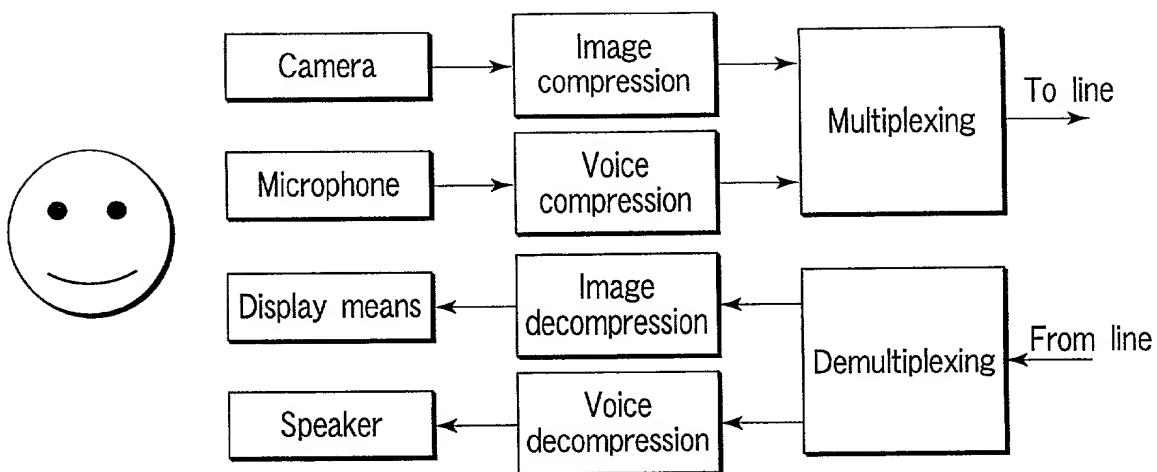 Camera
Image
compression
Multiplexing
To line
Microphone
Voice
compression
Display means
Image
decompression
Demultiplexing
From line
Speaker
Voice
decompression